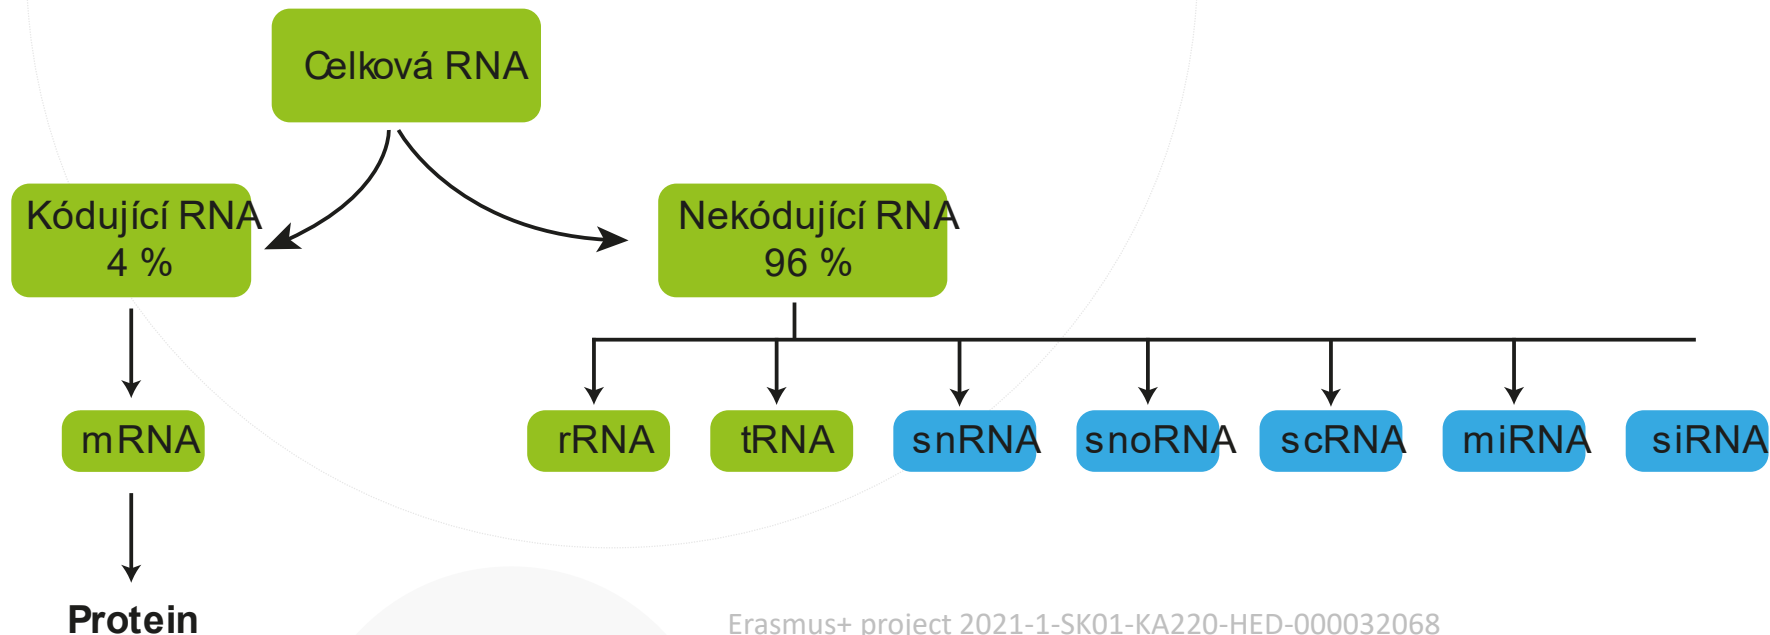 Celková RNA
Kódující RNA
4 %
Nekódující RNA
96 %
mRNA
rRNA
tRNA
snRNA
snoRNA
scRNA
miRNA
siRNA
Protein
Erasmus+ project 2021-1-SK01-KA220-HED-000032068